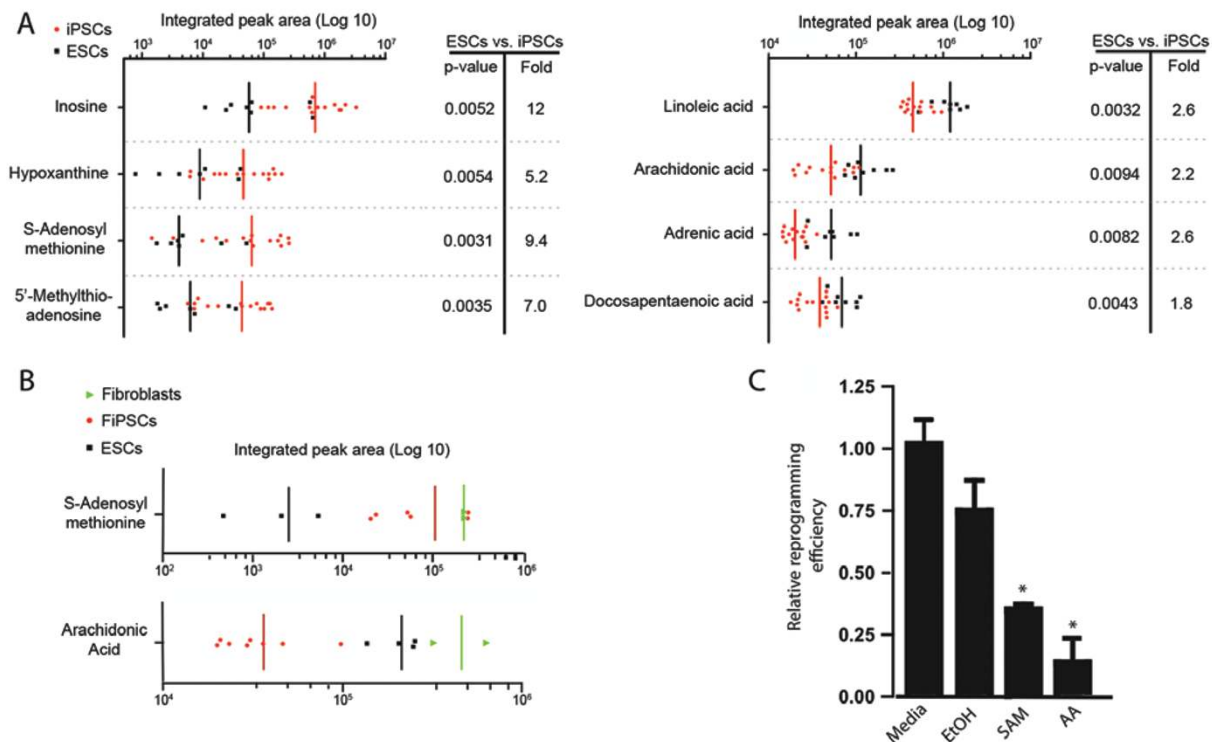 A
iPSCs
ESCs
Integrated peak area (Log 10)
10³ 10⁴ 10⁵ 10⁶ 10⁷
ESCs vs. iPSCs
p-value Fold
Inosine 0.0052 12
Hypoxanthine 0.0054 5.2
S-Adenosyl
methionine 0.0031 9.4
5'-Methylthio-
adenosine 0.0035 7.0
Integrated peak area (Log 10)
10⁴ 10⁵ 10⁶ 10⁷
ESCs vs. iPSCs
p-value Fold
Linoleic acid 0.0032 2.6
Arachidonic acid 0.0094 2.2
Adrenic acid 0.0082 2.6
Docosapentaenoic acid 0.0043 1.8
B
Fibroblasts
FiPSCs
ESCs
Integrated peak area (Log 10)
S-Adenosyl
methionine
10² 10³ 10⁴ 10⁵ 10⁶
Arachidonic
Acid
10⁴ 10⁵ 10⁶
C
Relative reprogramming
efficiency
1.25
1.00
0.75
0.50
0.25
0.00
* *
Media EtOH SAM AA